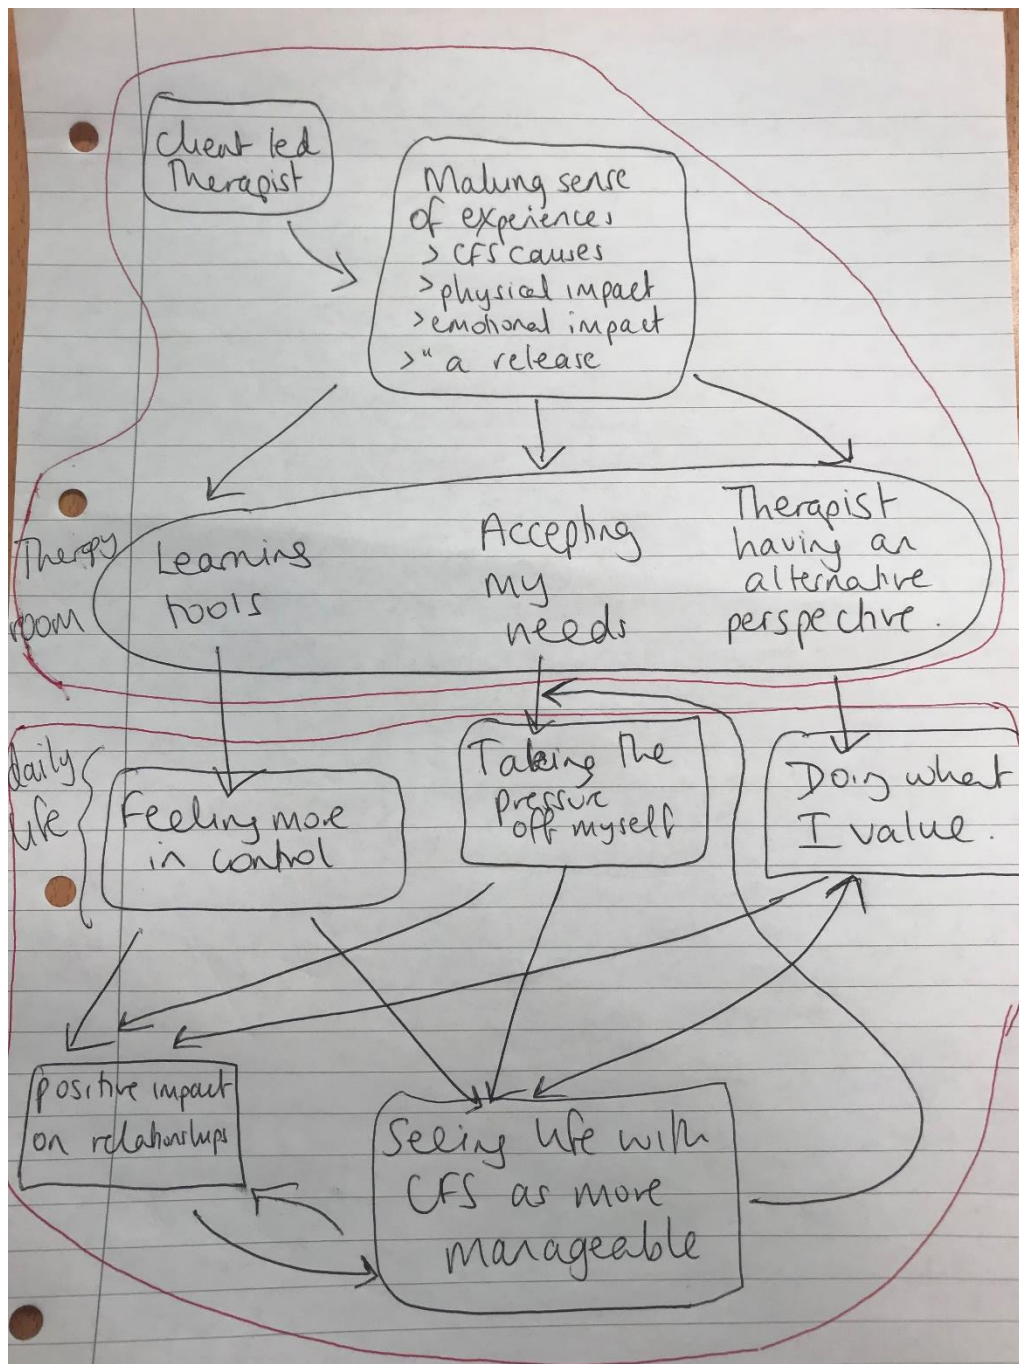 Client led
Therapist
Making sense
of experiences
> CFS causes
> physical impact
> emotional impact
> " a release
Therapy
room
Learning
tools
Accepting
my
needs
Therapist
having an
alternative
perspective.
daily
life
Feeling more
in control
Taking the
pressure
off myself
Doing what
I value.
positive impact
on relationships
Seeing life with
CFS as more
manageable